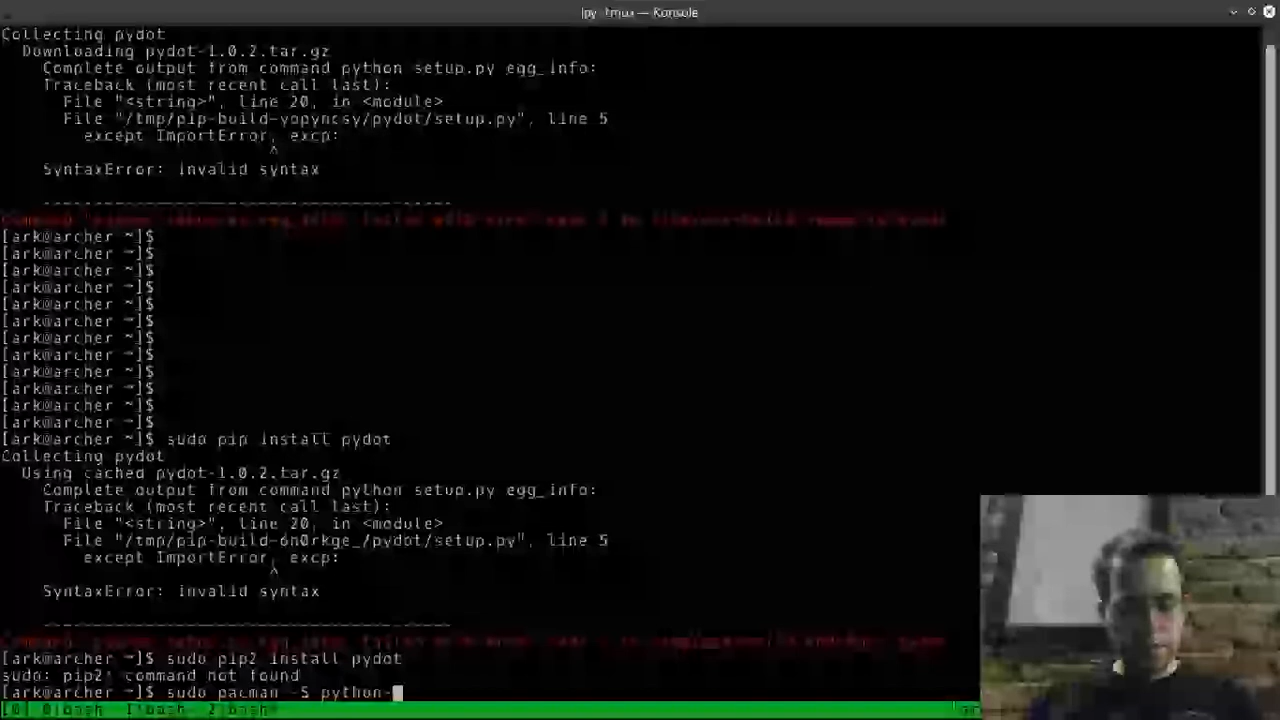 Konsole
Collecting pydot
Downloading pydot-1.0.2.tar.gz
Complete output from command python setup.py egg_info:
Traceback (most recent call last):
File "<string>", line 20, in <module>
File "/tmp/pip-build-yopyncsy/pydot/setup.py", line 5
except ImportError, excp:
^
SyntaxError: invalid syntax
----------------------------------------
[ark@archer ~]$
[ark@archer ~]$
[ark@archer ~]$
[ark@archer ~]$
[ark@archer ~]$
[ark@archer ~]$
[ark@archer ~]$
[ark@archer ~]$
[ark@archer ~]$
[ark@archer ~]$
[ark@archer ~]$
[ark@archer ~]$
[ark@archer ~]$ sudo pip install pydot
Collecting pydot
Using cached pydot-1.0.2.tar.gz
Complete output from command python setup.py egg_info:
Traceback (most recent call last):
File "<string>", line 20, in <module>
File "/tmp/pip-build-6n0rkge_/pydot/setup.py", line 5
except ImportError, excp:
^
SyntaxError: invalid syntax
----------------------------------------
[ark@archer ~]$ sudo pip2 install pydot
sudo: pip2: command not found
[ark@archer ~]$ sudo pacman -S python-
[0] 0:bash- 1:bash- 2:bash*